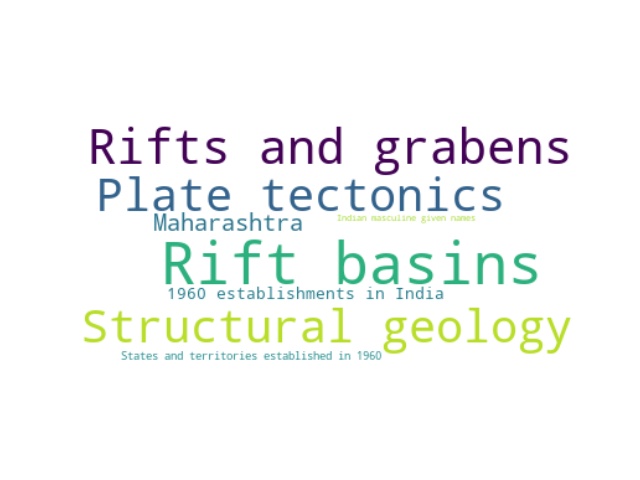 Rifts and grabens
Plate tectonics
Maharashtra
Indian masculine given names
Rift basins
1960 establishments in India
Structural geology
States and territories established in 1960